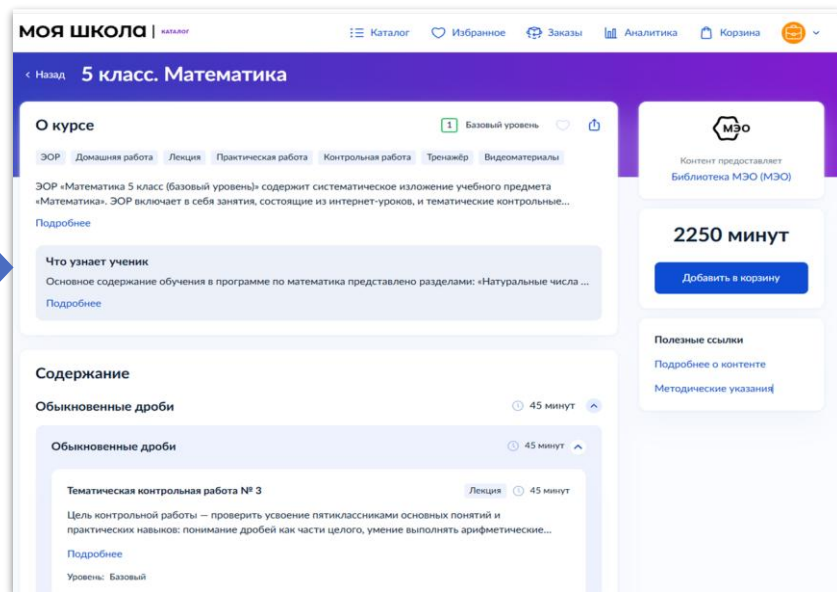 МОЯ ШКОЛА | КАТАЛОГ
Каталог
Избранное
Заказы
Аналитика
Корзина
< Назад 5 класс. Математика
О курсе
1 Базовый уровень
ЭОР Домашняя работа Лекция Практическая работа Контрольная работа Тренажёр Видеоматериалы
ЭОР «Математика 5 класс (базовый уровень)» содержит систематическое изложение учебного предмета
«Математика». ЭОР включает в себя занятия, состоящие из интернет-уроков, и тематические контрольные...
Подробнее
Что узнает ученик
Основное содержание обучения в программе по математика представлено разделами: «Натуральные числа ...
Подробнее
Содержание
Обыкновенные дроби 45 минут
Обыкновенные дроби 45 минут
Тематическая контрольная работа № 3 Лекция 45 минут
Цель контрольной работы — проверить усвоение пятиклассниками основных понятий и
практических навыков: понимание дробей как части целого, умение выполнять арифметические...
Подробнее
Уровень: Базовый
МЭО
Контент предоставляет
Библиотека МЭО (МЭО)
2250 минут
Добавить в корзину
Полезные ссылки
Подробнее о контенте
Методические указания